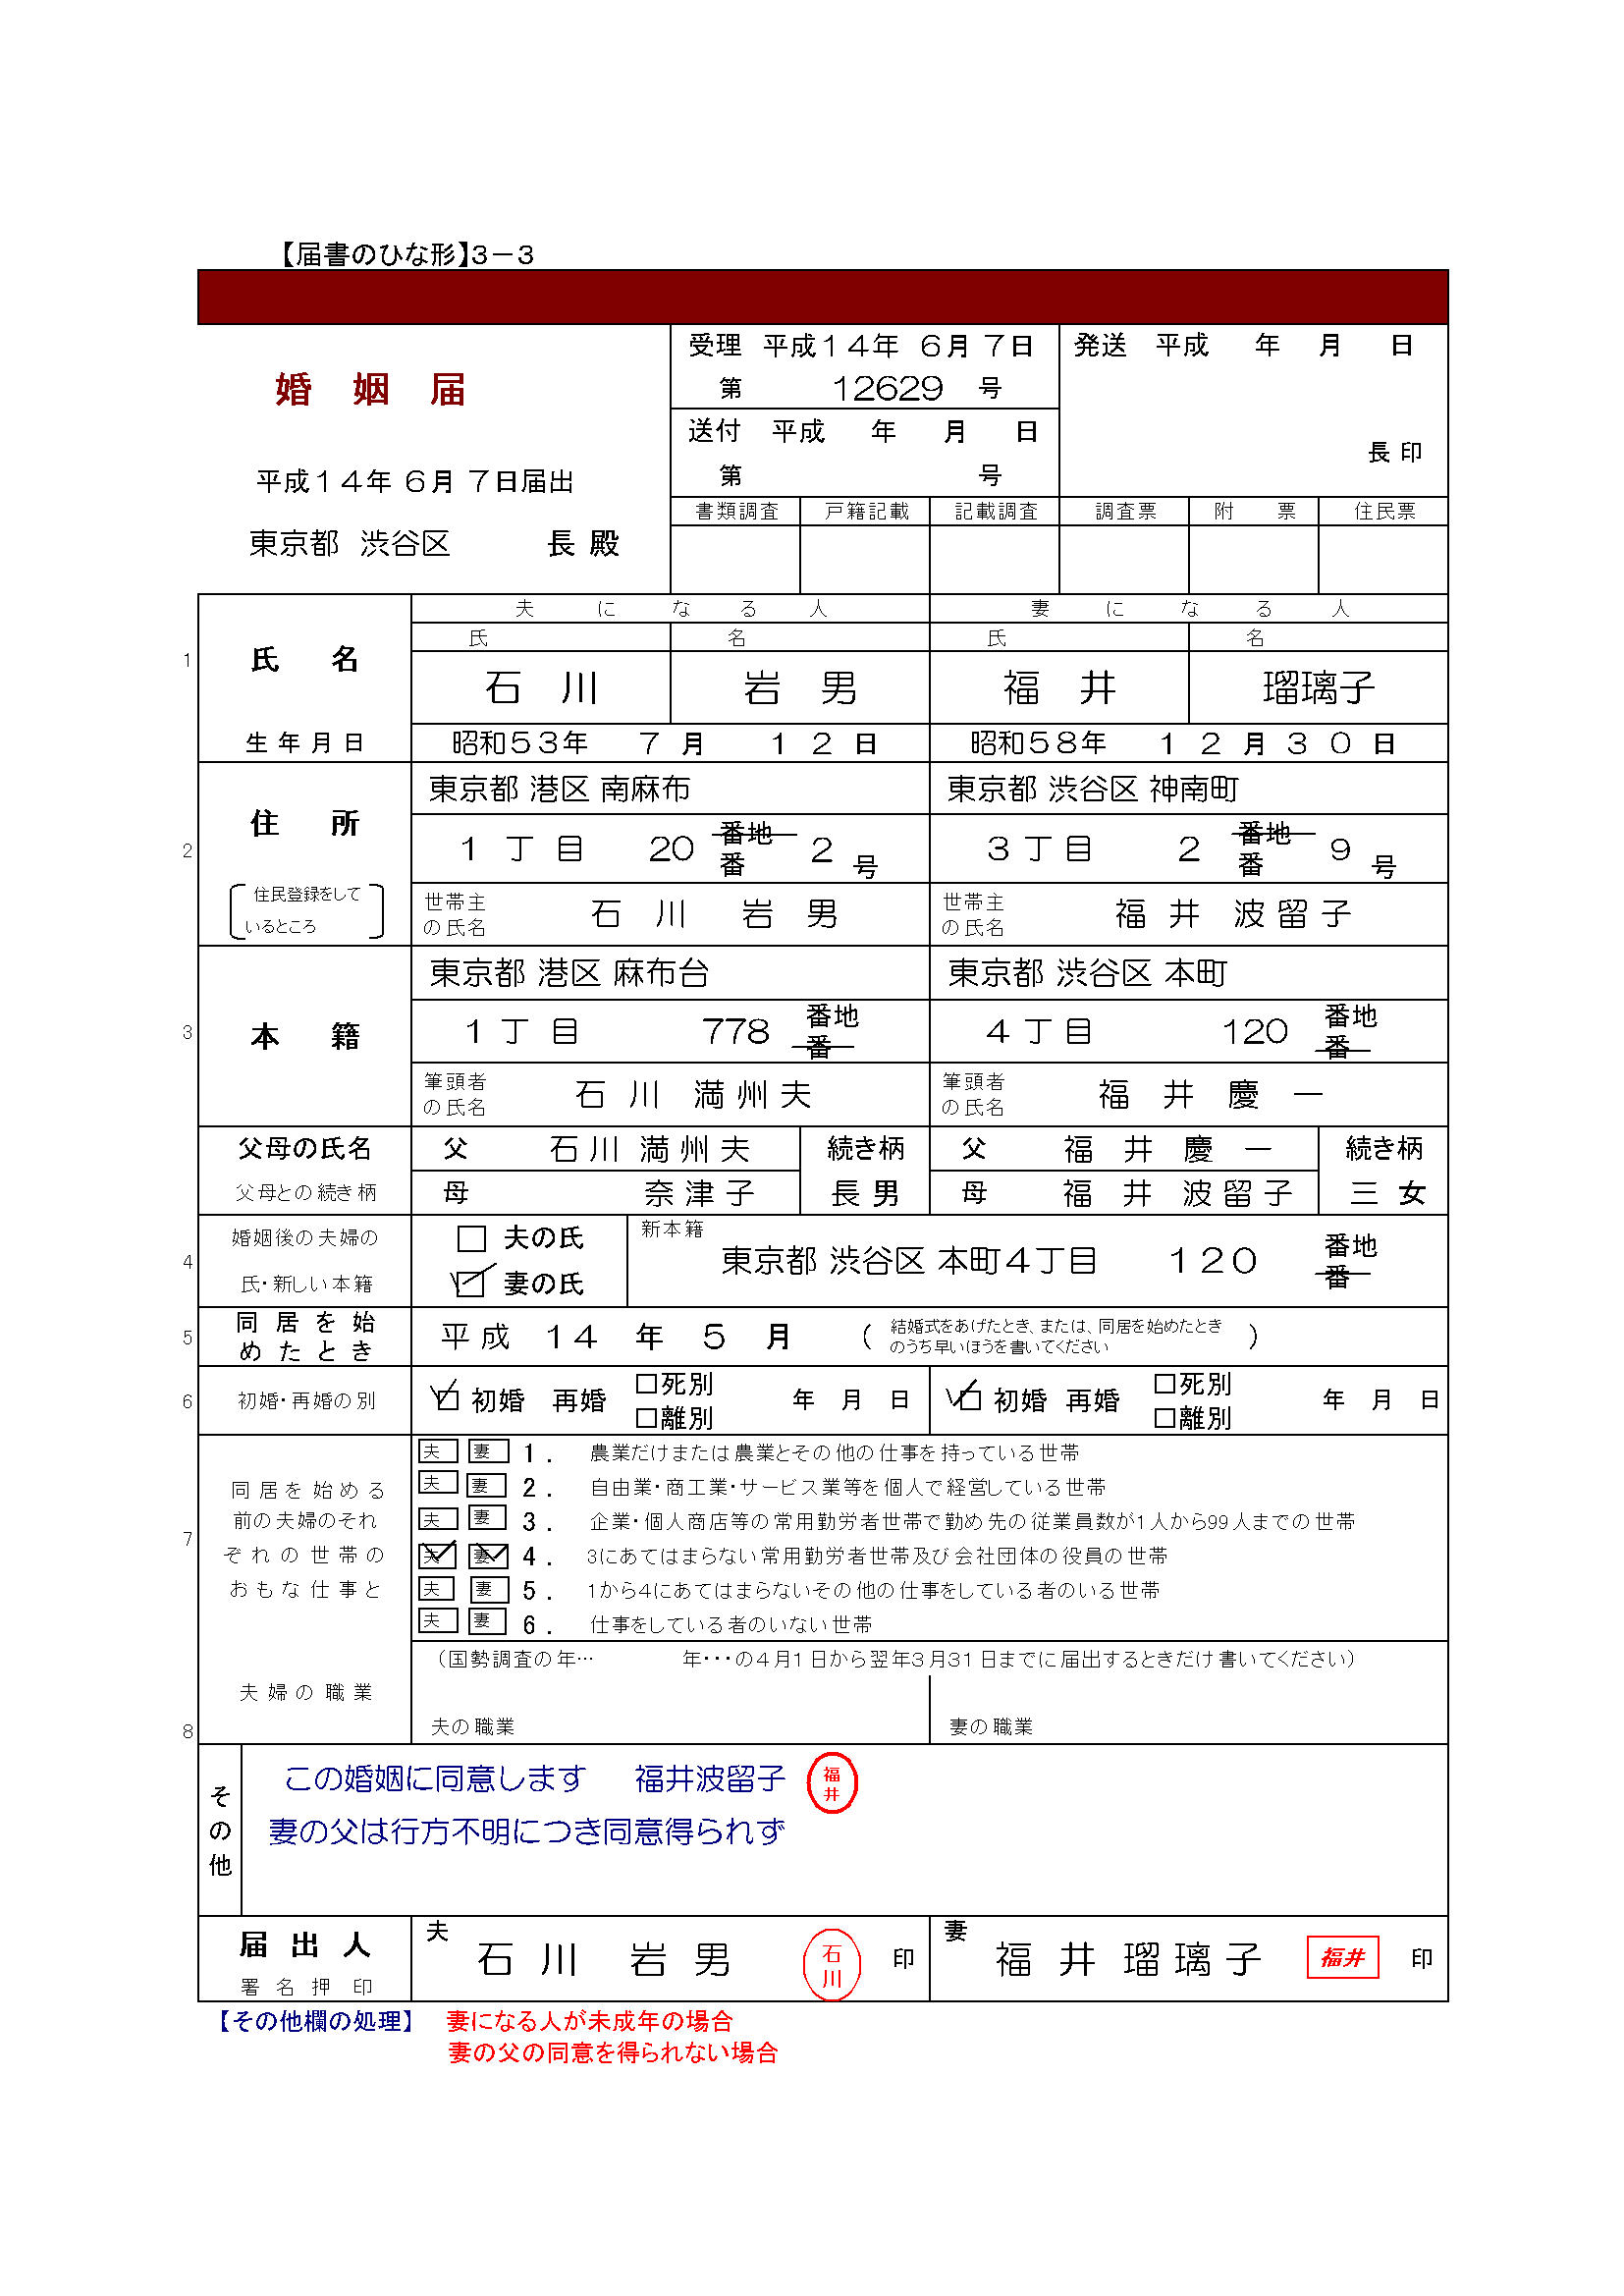 【届書のひな形】３－３
婚 姻 届
平成１４年 ６月 ７日届出
東京都 渋谷区 長 殿
受理 平成１４年 ６月 ７日
第 12629 号
送付 平成 年 月 日
第 号
発送 平成 年 月 日
長 印
書類調査 戸籍記載 記載調査 調査票 附 票 住民票
夫 に な る 人 妻 に な る 人
1 氏 名
氏 名 氏 名
石 川 岩 男 福 井 瑠璃子
生 年 月 日 昭和５３年 ７ 月 １ ２ 日 昭和５８年 １ ２ 月 ３ ０ 日
2 住 所
住民登録をして
いるところ
東京都 港区 南麻布 東京都 渋谷区 神南町
１ 丁 目 20 番地 番 ２ 号 ３ 丁 目 ２ 番地 番 ９ 号
世帯主 の氏名 石 川 岩 男 世帯主 の氏名 福 井 波 留 子
3 本 籍
東京都 港区 麻布台 東京都 渋谷区 本町
１ 丁 目 778 番地 番 ４ 丁 目 120 番地 番
筆頭者 の氏名 石 川 満 州 夫 筆頭者 の氏名 福 井 慶 一
父母の氏名
父母との続き柄
父 石 川 満 州 夫 続き柄 父 福 井 慶 一 続き柄
母 奈 津 子 長 男 母 福 井 波 留 子 三 女
4 婚姻後の夫婦の
氏・新しい本籍
夫の氏
妻の氏
新本籍
東京都 渋谷区 本町４丁目 １２０ 番地 番
5 同 居 を 始
め た と き
平 成 １４ 年 ５ 月 （ 結婚式をあげたとき、または、同居を始めたとき
のうち早いほうを書いてください ）
6 初婚・再婚の別
初婚 再婚 □死別 □離別 年 月 日 初婚 再婚 □死別 □離別 年 月 日
7 同 居 を 始 め る
前の夫婦のそれ
ぞ れ の 世 帯 の
お も な 仕 事 と
夫 妻 １． 農業だけまたは農業とその他の仕事を持っている世帯
夫 妻 ２． 自由業・商工業・サービス業等を個人で経営している世帯
夫 妻 ３． 企業・個人商店等の常用勤労者世帯で勤め先の従業員数が1人から99人までの世帯
夫 妻 ４． 3にあてはまらない常用勤労者世帯及び会社団体の役員の世帯
夫 妻 ５． 1から4にあてはまらないその他の仕事をしている者のいる世帯
夫 妻 ６． 仕事をしている者のいない世帯
8 夫 婦 の 職 業
（国勢調査の年… 年・・・の４月１日から翌年３月３１日までに届出するときだけ書いてください）
夫の職業 妻の職業
その他
この婚姻に同意します 福井波留子 福井
妻の父は行方不明につき同意得られず
届 出 人
署 名 押 印
夫 石 川 岩 男 石川 印 妻 福 井 瑠 璃 子 福井 印
【その他欄の処理】 妻になる人が未成年の場合
妻の父の同意を得られない場合